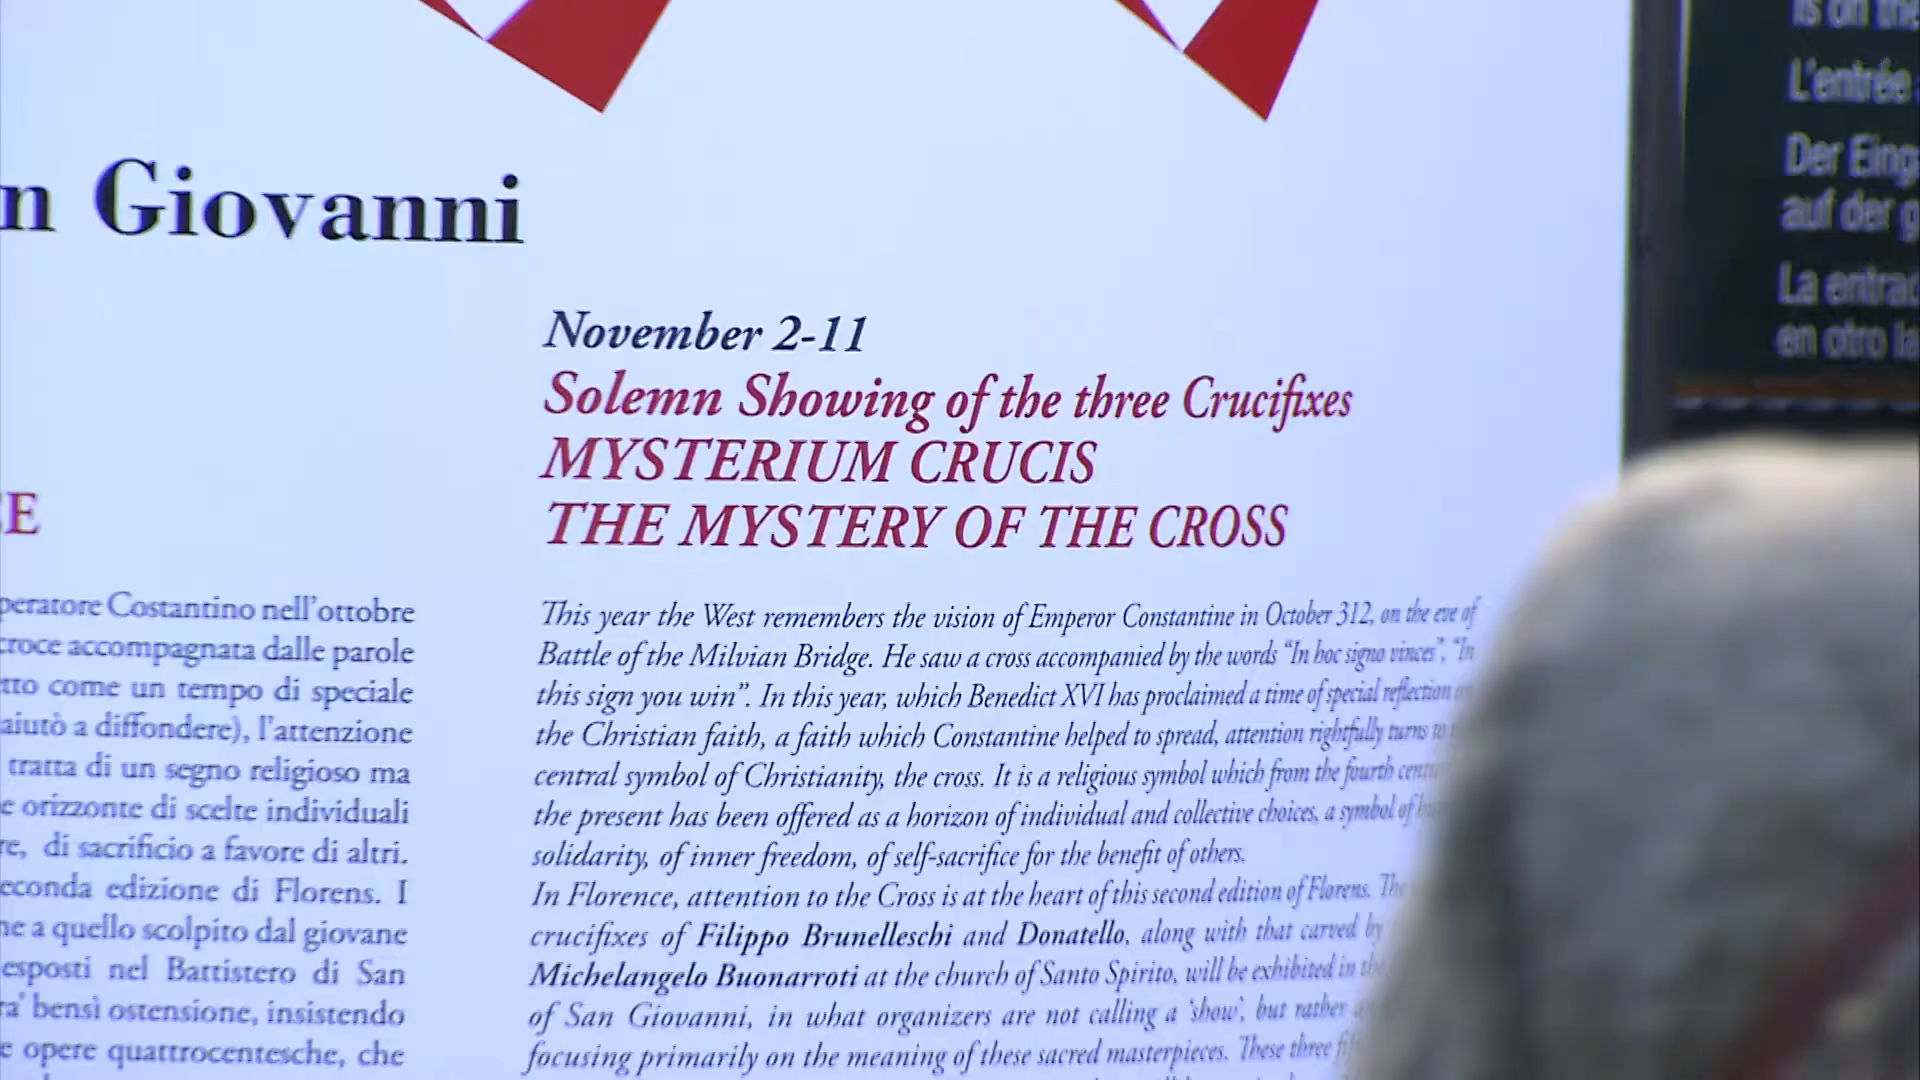 n Giovanni
November 2-11
Solemn Showing of the three Crucifixes
MYSTERIUM CRUCIS
THE MYSTERY OF THE CROSS
This year the West remembers the vision of Emperor Constantine in October 312, on the eve of
Battle of the Milvian Bridge. He saw a cross accompanied by the words “In hoc signo vinces”, “In
this sign you win”. In this year, which Benedict XVI has proclaimed a time of special reflection
the Christian faith, a faith which Constantine helped to spread, attention rightfully turns to
central symbol of Christianity, the cross. It is a religious symbol which from the fourth
the present has been offered as a horizon of individual and collective choices, a symbol of
solidarity, of inner freedom, of self-sacrifice for the benefit of others.
In Florence, attention to the Cross is at the heart of this second edition of Florens. The
crucifixes of Filippo Brunelleschi and Donatello, along with that carved by
Michelangelo Buonarroti at the church of Santo Spirito, will be exhibited in the
of San Giovanni, in what organizers are not calling a 'show', but rather
focusing primarily on the meaning of these sacred masterpieces. These three
CE
peratore Costantino nell'ottobre
croce accompagnata dalle parole
tto come un tempo di speciale
aiutò a diffondere), l'attenzione
tratta di un segno religioso ma
e orizzonte di scelte individuali
re, di sacrificio a favore di altri.
econda edizione di Florens. I
ne a quello scolpito dal giovane
esposti nel Battistero di San
ra' bensì ostensione, insistendo
e opere quattrocentesche, che
is on the
L'entrée
Der Eing
auf der g
La entrad
en otro la